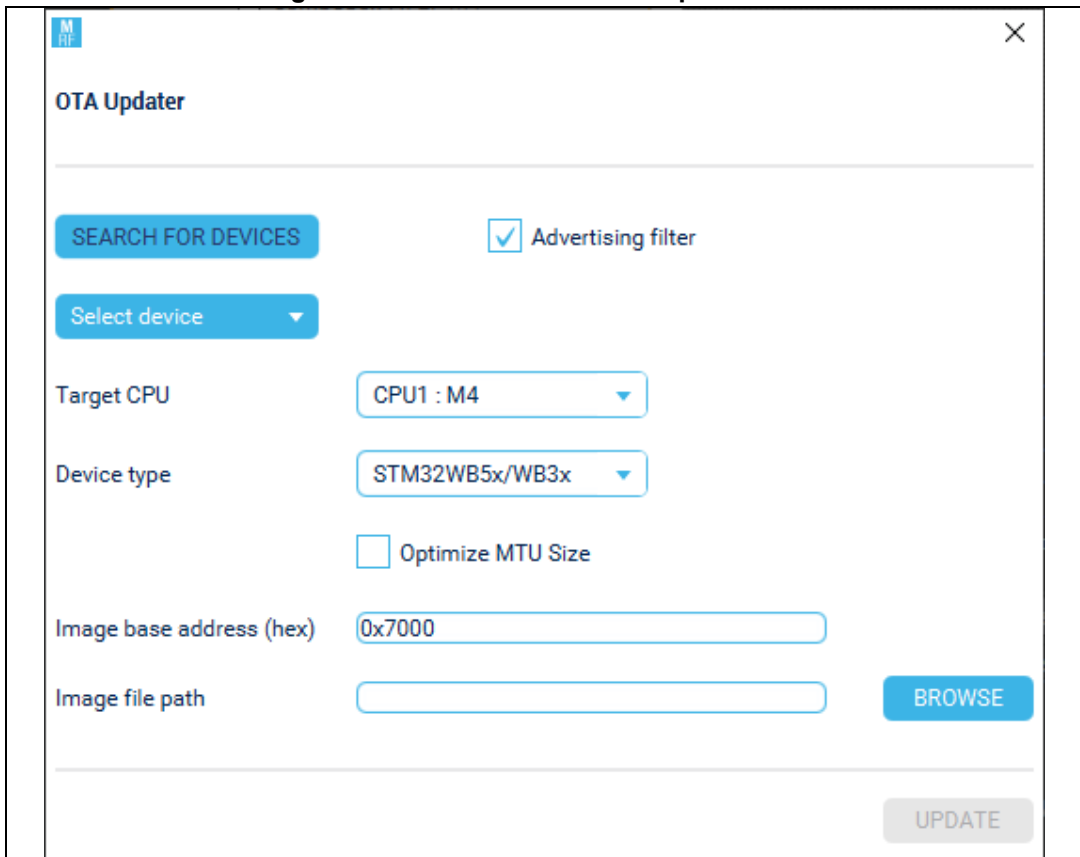 M
RF
OTA Updater
SEARCH FOR DEVICES
Advertising filter
Select device
Target CPU
CPU1 : M4
Device type
STM32WB5x/WB3x
Optimize MTU Size
Image base address (hex)
0x7000
Image file path
BROWSE
UPDATE